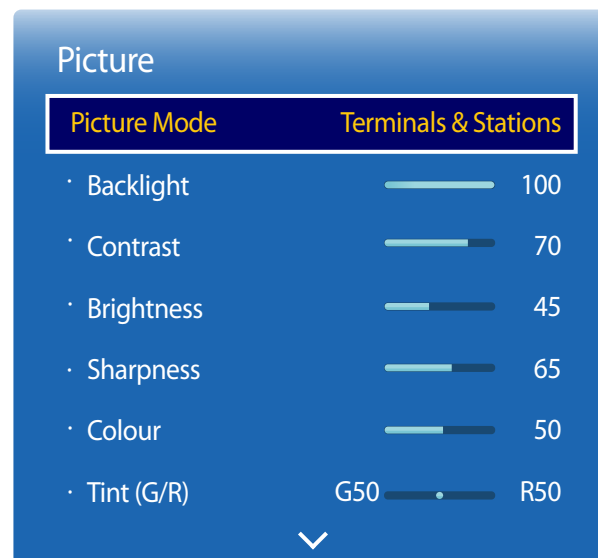 Picture
Picture Mode Terminals & Stations
· Backlight 100
· Contrast 70
· Brightness 45
· Sharpness 65
· Colour 50
· Tint (G/R) G50 R50